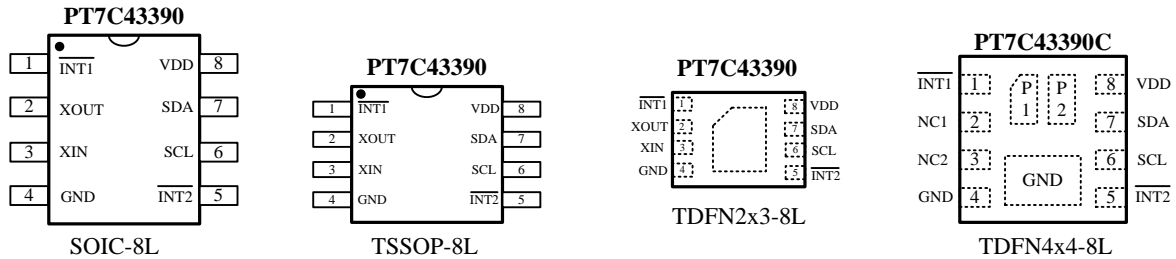 PT7C43390
1 INT1 VDD 8
2 XOUT SDA 7
3 XIN SCL 6
4 GND INT2 5
SOIC-8L
PT7C43390
1 INT1 VDD 8
2 XOUT SDA 7
3 XIN SCL 6
4 GND INT2 5
TSSOP-8L
PT7C43390
INT1 1 8 VDD
XOUT 2 7 SDA
XIN 3 6 SCL
GND 4 5 INT2
TDFN2x3-8L
PT7C43390C
INT1 1 P1 P2 8 VDD
NC1 2 7 SDA
NC2 3 6 SCL
GND 4 GND 5 INT2
TDFN4x4-8L